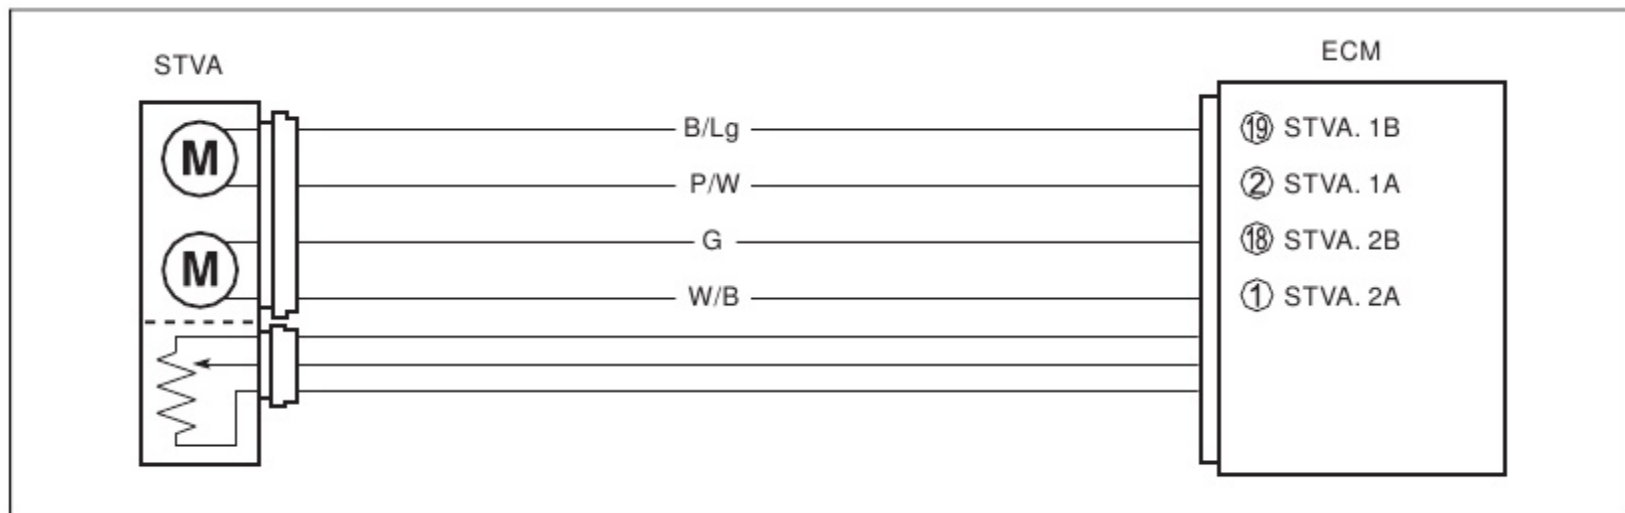 STVA
ECM
M
B/Lg
⑲ STVA. 1B
P/W
② STVA. 1A
M
G
⑱ STVA. 2B
W/B
① STVA. 2A